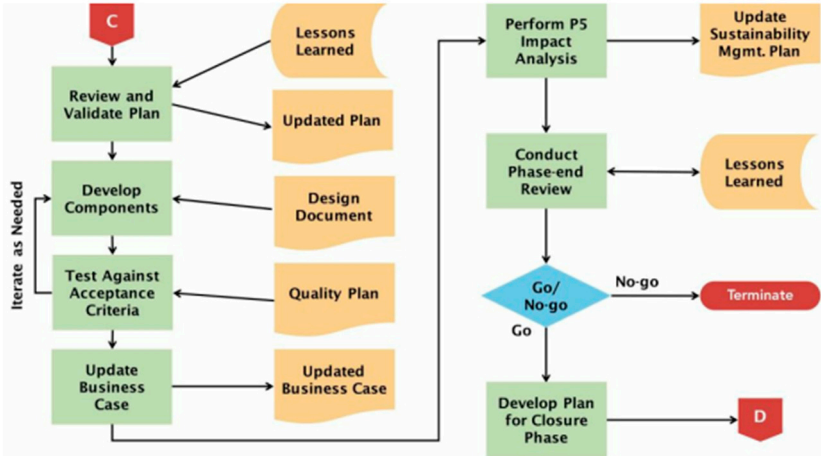 C
Lessons
Learned
Review and
Validate Plan
Updated Plan
Develop
Components
Design
Document
Iterate as Needed
Test Against
Acceptance
Criteria
Quality Plan
Update
Business
Case
Updated
Business Case
Perform P5
Impact
Analysis
Update
Sustainability
Mgmt. Plan
Conduct
Phase-end
Review
Lessons
Learned
Go/
No-go
No-go
Terminate
Go
Develop Plan
for Closure
Phase
D